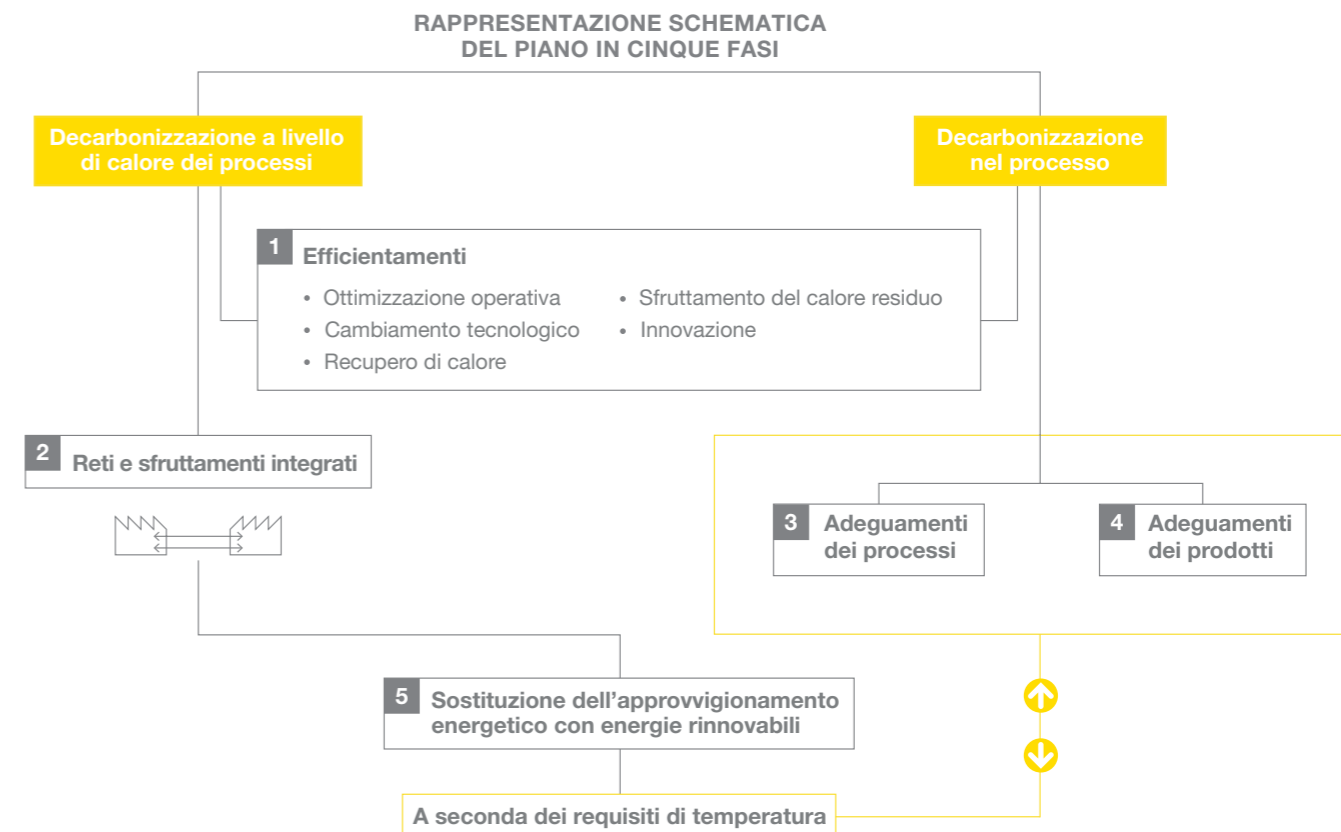 RAPPRESENTAZIONE SCHEMATICA
DEL PIANO IN CINQUE FASI
Decarbonizzazione a livello
di calore dei processi
Decarbonizzazione
nel processo
1 Efficientamenti
• Ottimizzazione operativa
• Cambiamento tecnologico
• Recupero di calore
• Sfruttamento del calore residuo
• Innovazione
2 Reti e sfruttamenti integrati
3 Adeguamenti
dei processi
4 Adeguamenti
dei prodotti
5 Sostituzione dell’approvvigionamento
energetico con energie rinnovabili
A seconda dei requisiti di temperatura